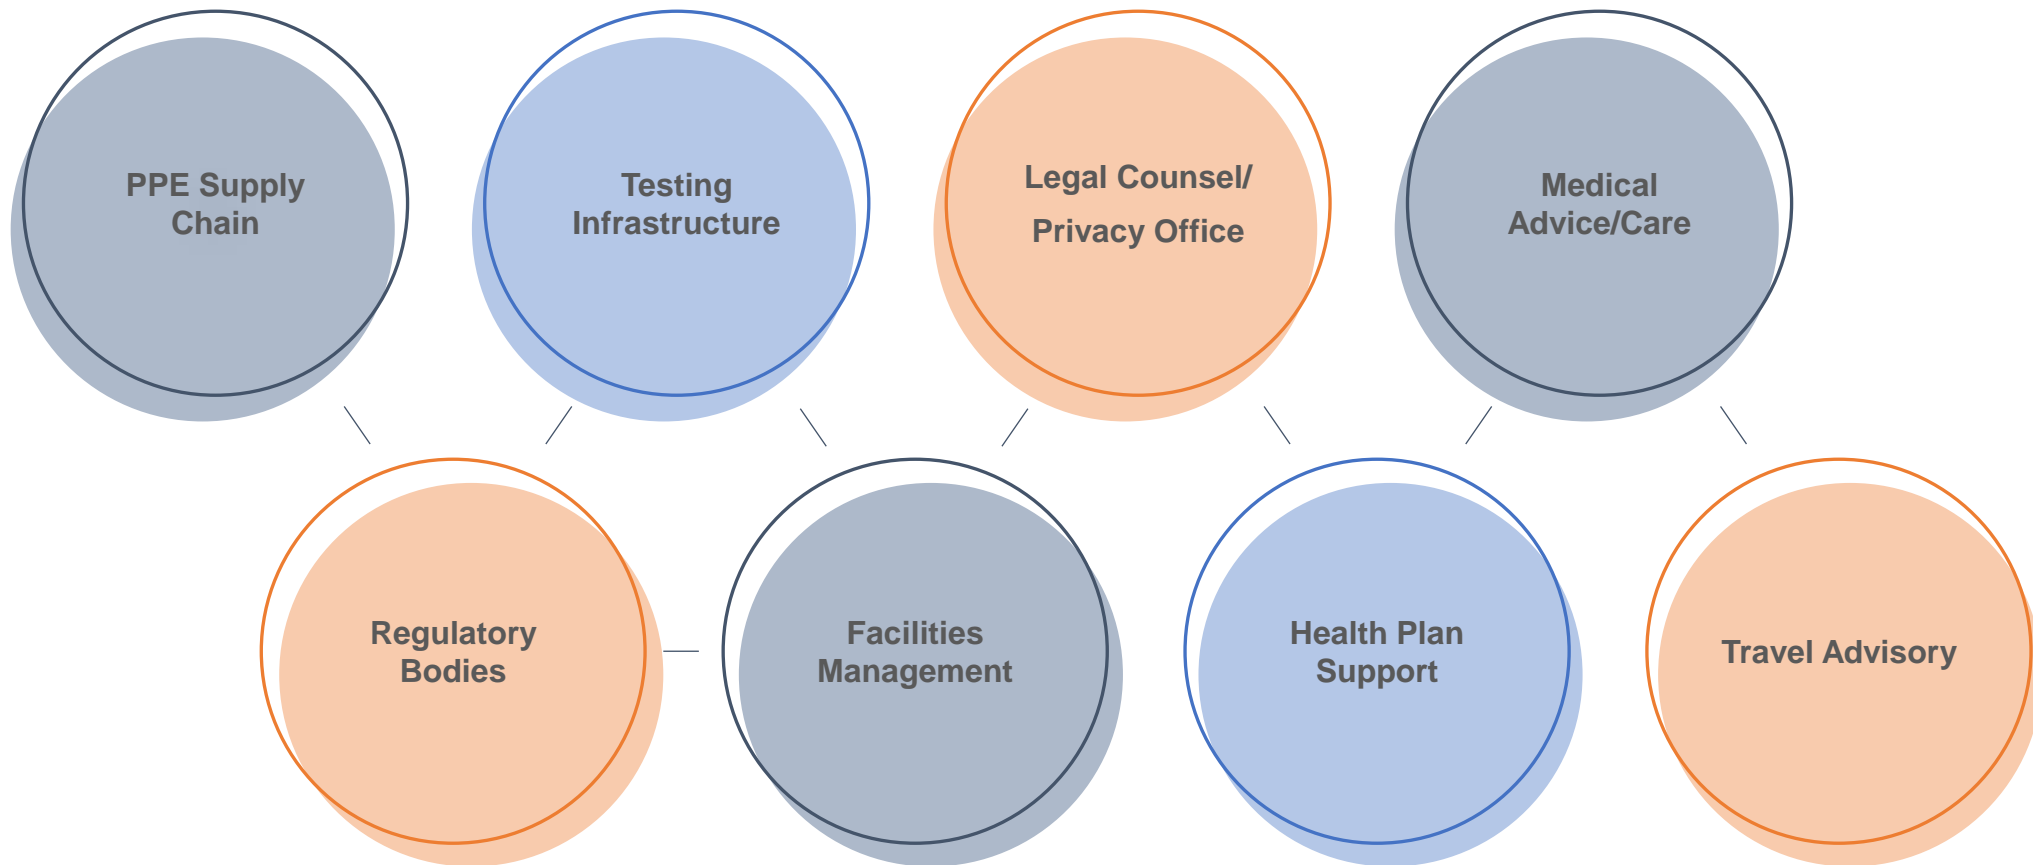 PPE Supply
Chain
Testing
Infrastructure
Legal Counsel/
Privacy Office
Medical
Advice/Care
Regulatory
Bodies
Facilities
Management
Health Plan
Support
Travel Advisory